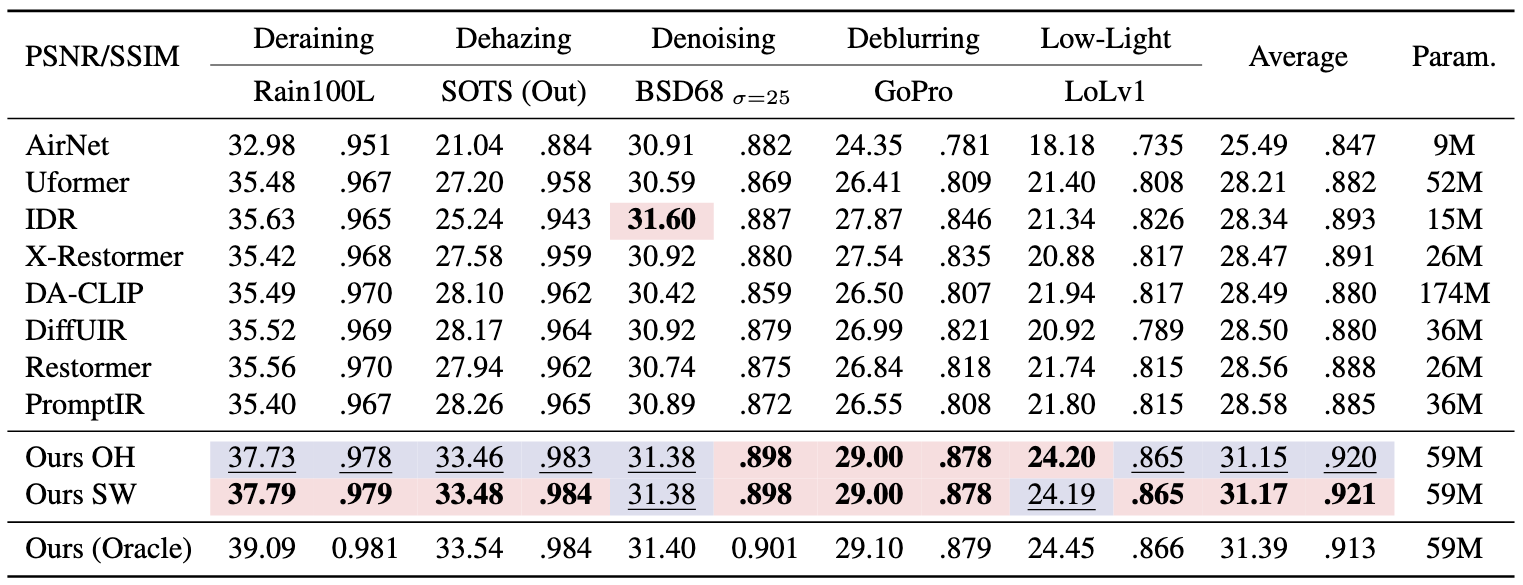 PSNR/SSIM Deraining Dehazing Denoising Deblurring Low-Light Average Param.
Rain100L SOTS (Out) BSD68 σ=25 GoPro LoLv1
AirNet 32.98 .951 21.04 .884 30.91 .882 24.35 .781 18.18 .735 25.49 .847 9M
Uformer 35.48 .967 27.20 .958 30.59 .869 26.41 .809 21.40 .808 28.21 .882 52M
IDR 35.63 .965 25.24 .943 31.60 .887 27.87 .846 21.34 .826 28.34 .893 15M
X-Restormer 35.42 .968 27.58 .959 30.92 .880 27.54 .835 20.88 .817 28.47 .891 26M
DA-CLIP 35.49 .970 28.10 .962 30.42 .859 26.50 .807 21.94 .817 28.49 .880 174M
DiffUIR 35.52 .969 28.17 .964 30.92 .879 26.99 .821 20.92 .789 28.50 .880 36M
Restormer 35.56 .970 27.94 .962 30.74 .875 26.84 .818 21.74 .815 28.56 .888 26M
PromptIR 35.40 .967 28.26 .965 30.89 .872 26.55 .808 21.80 .815 28.58 .885 36M
Ours OH 37.73 .978 33.46 .983 31.38 .898 29.00 .878 24.20 .865 31.15 .920 59M
Ours SW 37.79 .979 33.48 .984 31.38 .898 29.00 .878 24.19 .865 31.17 .921 59M
Ours (Oracle) 39.09 0.981 33.54 .984 31.40 0.901 29.10 .879 24.45 .866 31.39 .913 59M